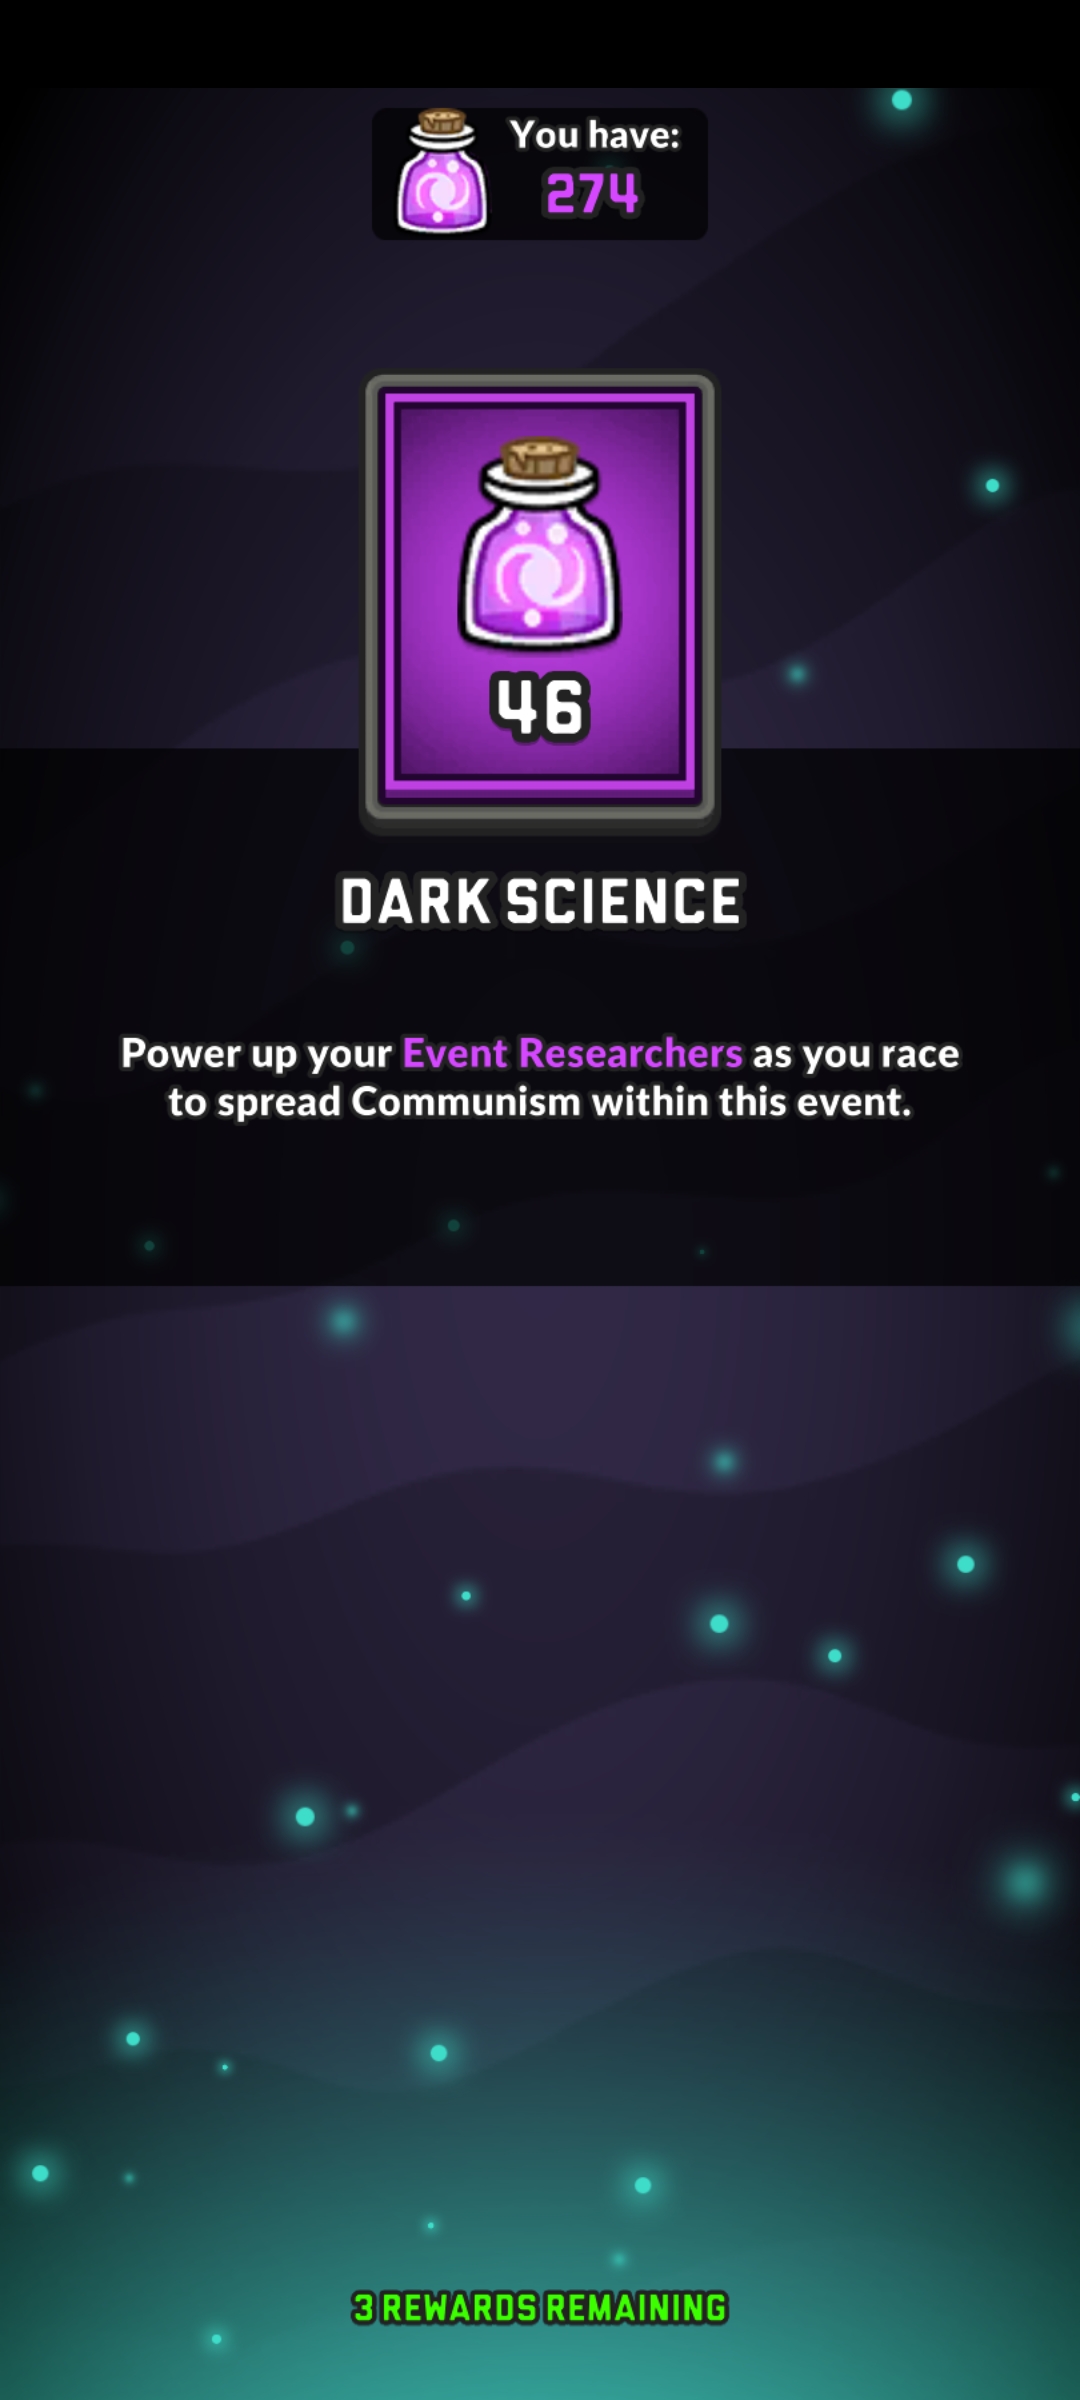 You have:
274
46
DARK SCIENCE
Power up your Event Researchers as you race
to spread Communism within this event.
3 REWARDS REMAINING